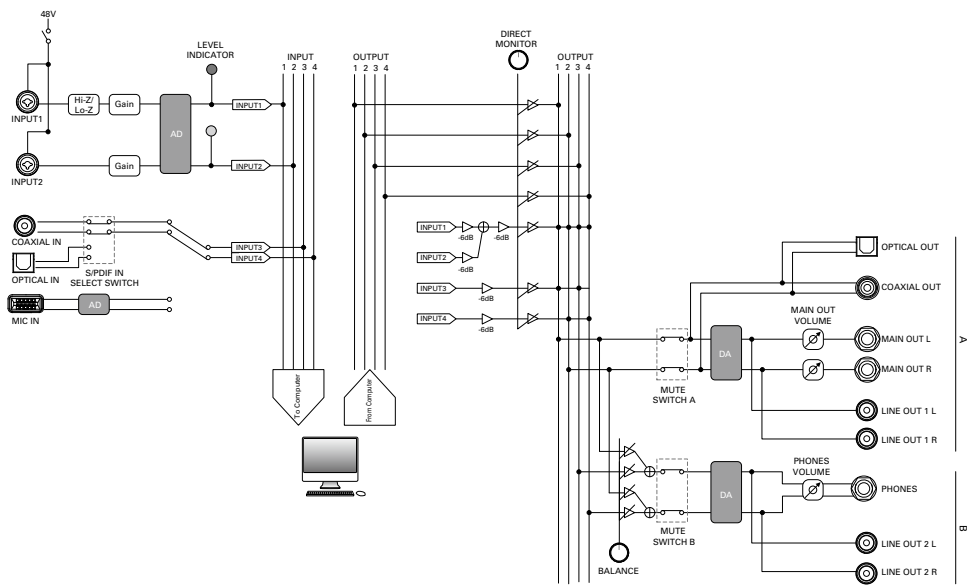 48V
LEVEL
INDICATOR
INPUT
1 2 3 4
OUTPUT
1 2 3 4
DIRECT
MONITOR
OUTPUT
1 2 3 4
INPUT1
Hi-Z/
Lo-Z
Gain
AD
INPUT1
INPUT2
Gain
INPUT2
COAXIAL IN
OPTICAL IN
S/PDIF IN
SELECT SWITCH
INPUT3
INPUT4
MIC IN
AD
To Computer
From Computer
INPUT1
-6dB
-6dB
INPUT2
-6dB
INPUT3
-6dB
INPUT4
-6dB
MUTE
SWITCH A
DA
OPTICAL OUT
COAXIAL OUT
MAIN OUT
VOLUME
MAIN OUT L
MAIN OUT R
LINE OUT 1 L
LINE OUT 1 R
A
BALANCE
MUTE
SWITCH B
DA
PHONES
VOLUME
PHONES
LINE OUT 2 L
LINE OUT 2 R
B